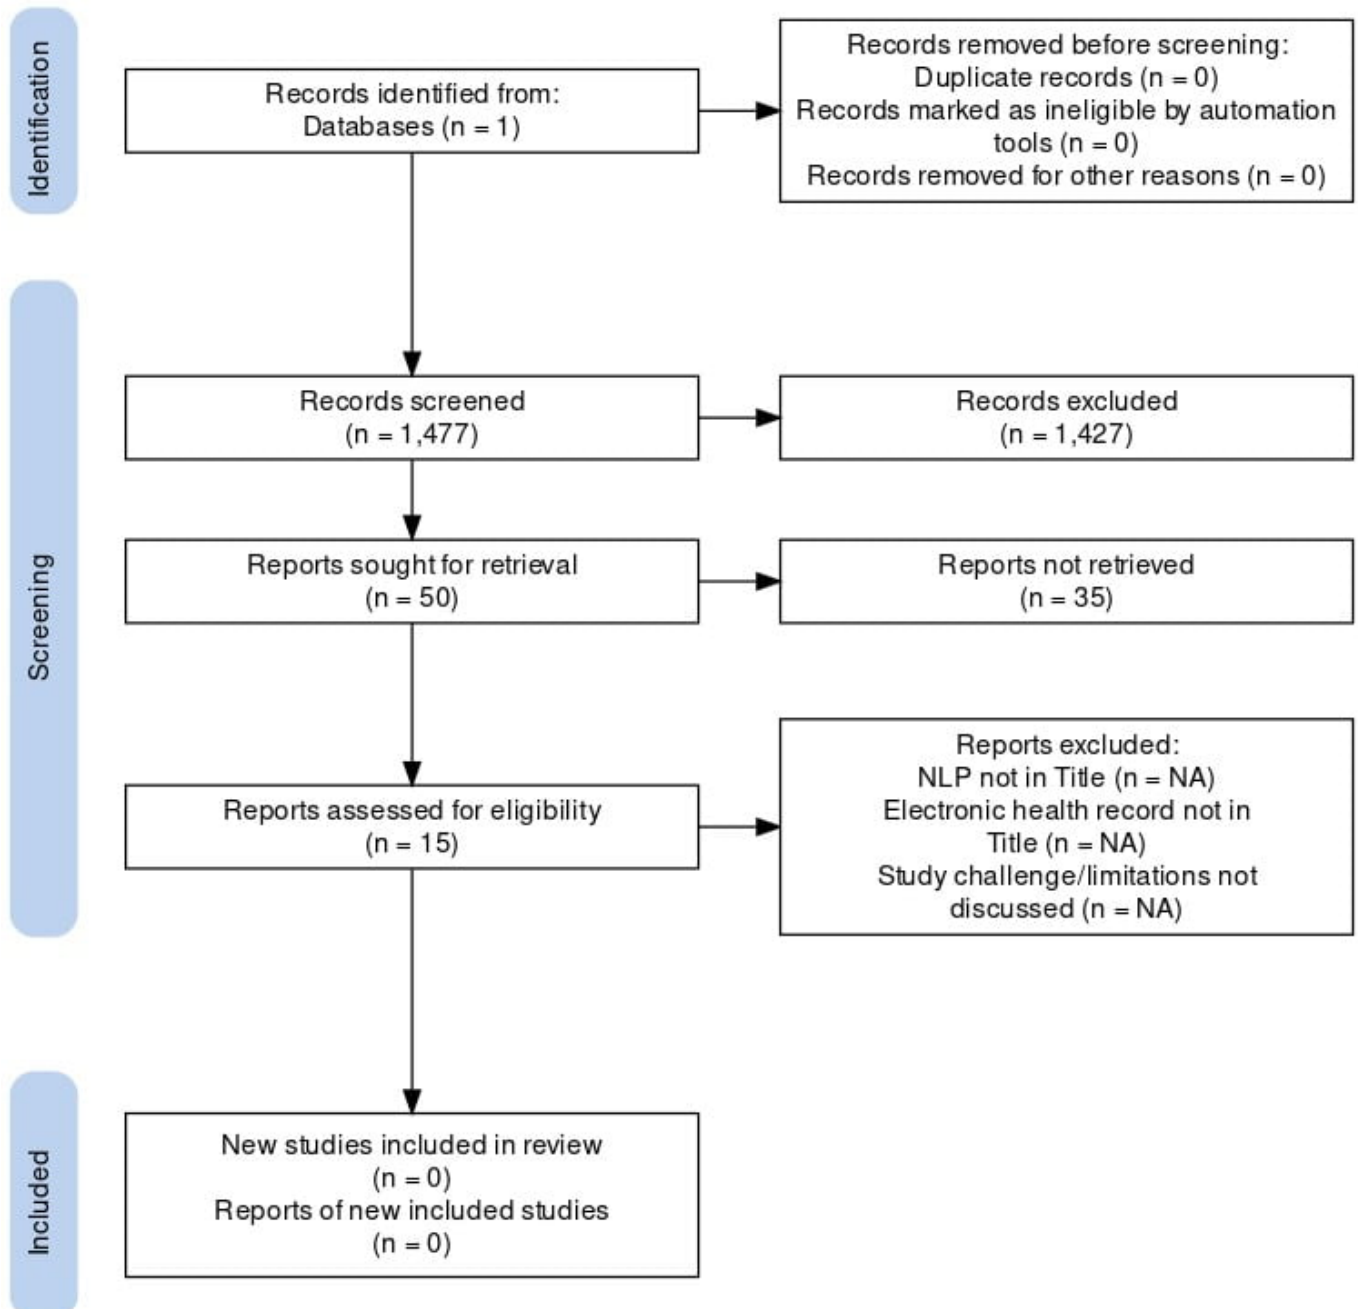 Identification
Records identified from:
Databases (n = 1)
Records removed before screening:
Duplicate records (n = 0)
Records marked as ineligible by automation
tools (n = 0)
Records removed for other reasons (n = 0)
Screening
Records screened
(n = 1,477)
Records excluded
(n = 1,427)
Reports sought for retrieval
(n = 50)
Reports not retrieved
(n = 35)
Reports assessed for eligibility
(n = 15)
Reports excluded:
NLP not in Title (n = NA)
Electronic health record not in
Title (n = NA)
Study challenge/limitations not
discussed (n = NA)
Included
New studies included in review
(n = 0)
Reports of new included studies
(n = 0)